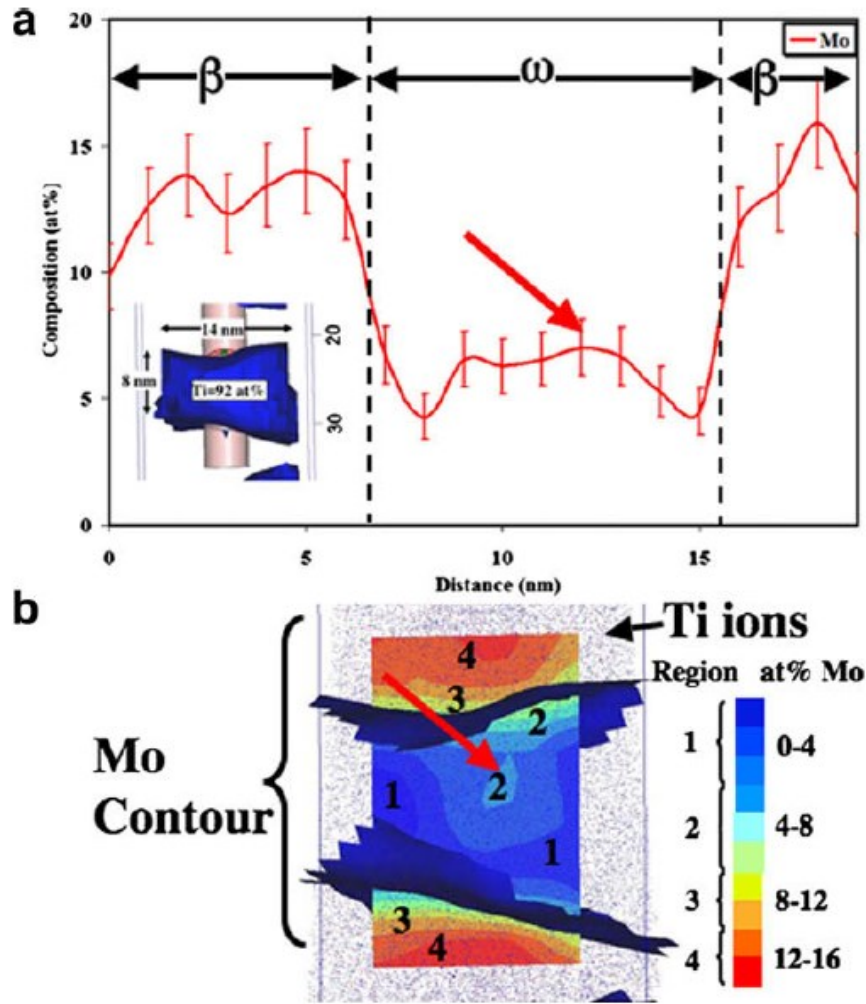 a
20
Mo
β
ω
β
15
Composition (at%)
10
14 nm
20
8 nm
Ti=92 at%
30
5
0
0
5
10
15
Distance (nm)
b
Ti ions
4
Region at% Mo
3
2
1
0-4
Mo
Contour
2
1
4-8
2
1
3
8-12
3
4
12-16
4